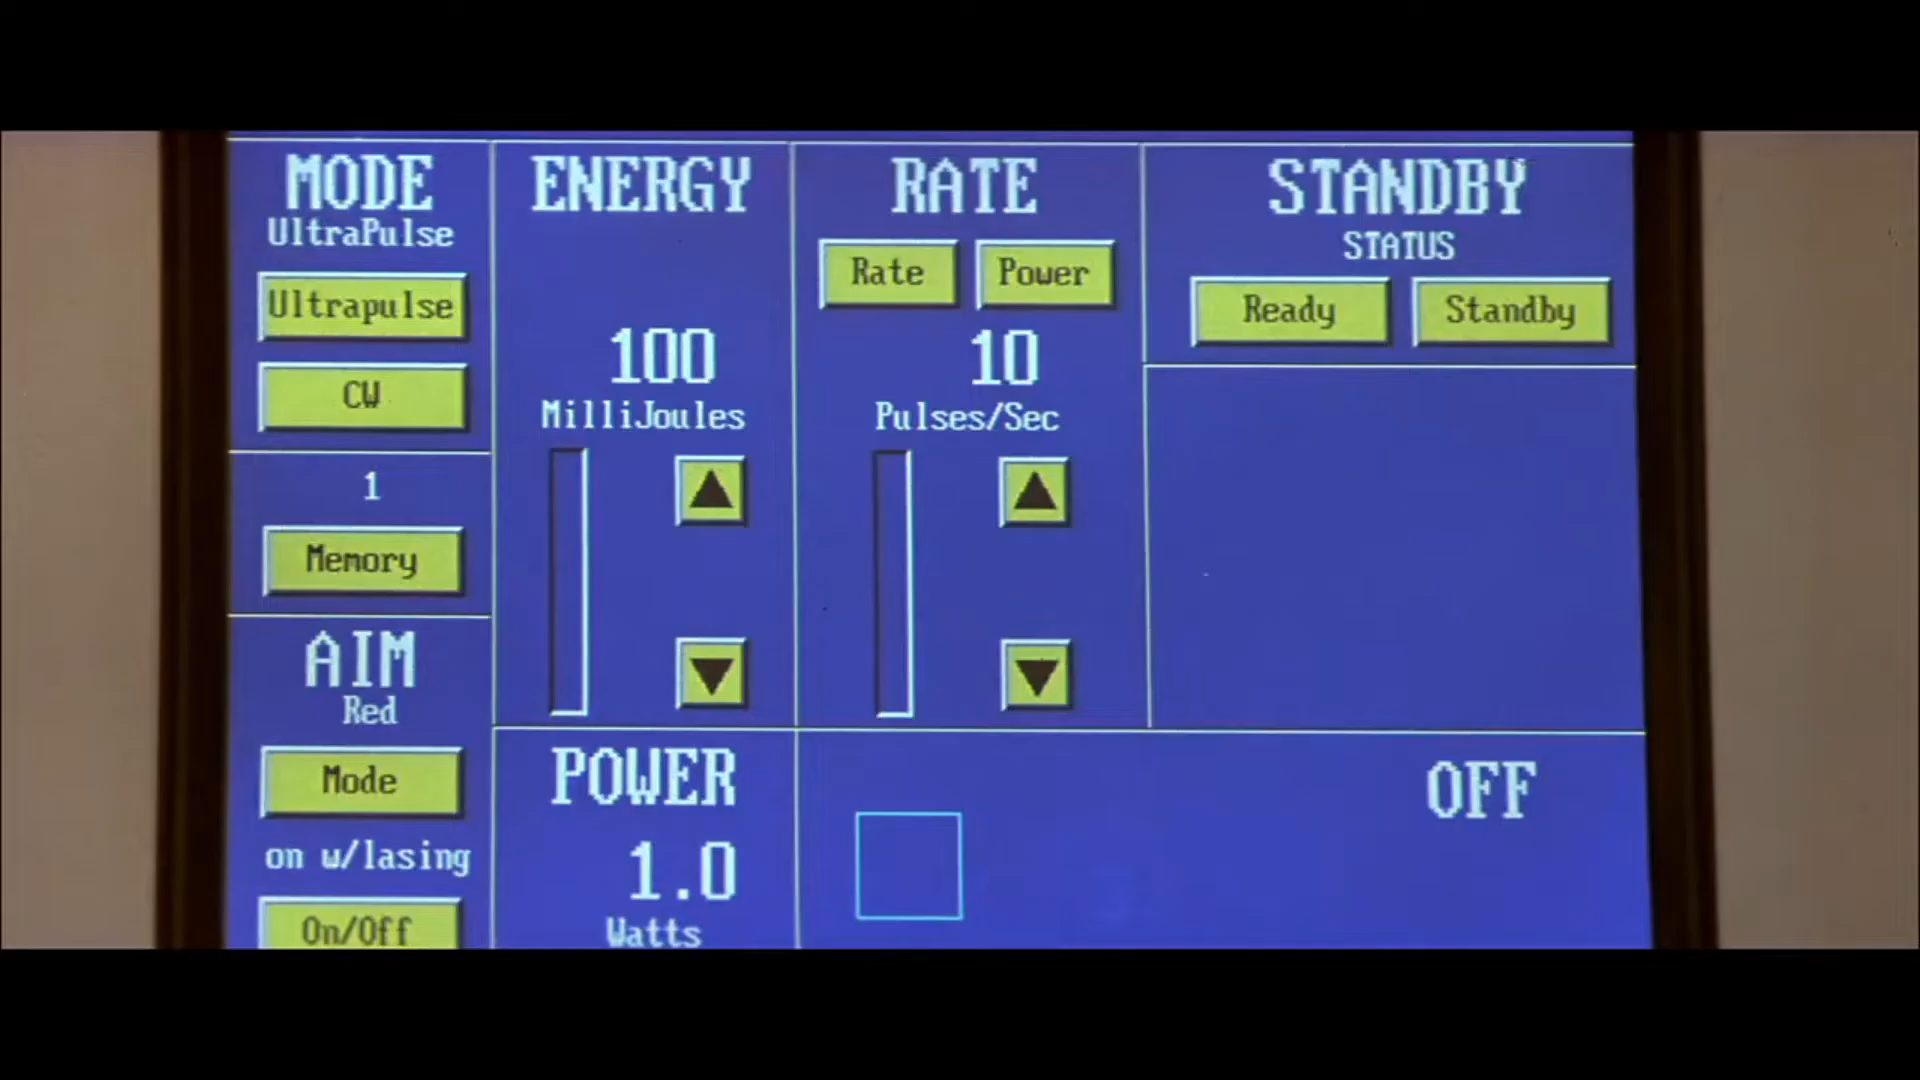 MODE
UltraPulse
Ultrapulse
CW
1
Memory
AIM
Red
Mode
on w/lasing
On/Off
ENERGY
100
MilliJoules
▲
▼
RATE
Rate Power
10
Pulses/Sec
▲
▼
STANDBY
STATUS
Ready Standby
POWER
1.0
Watts
OFF